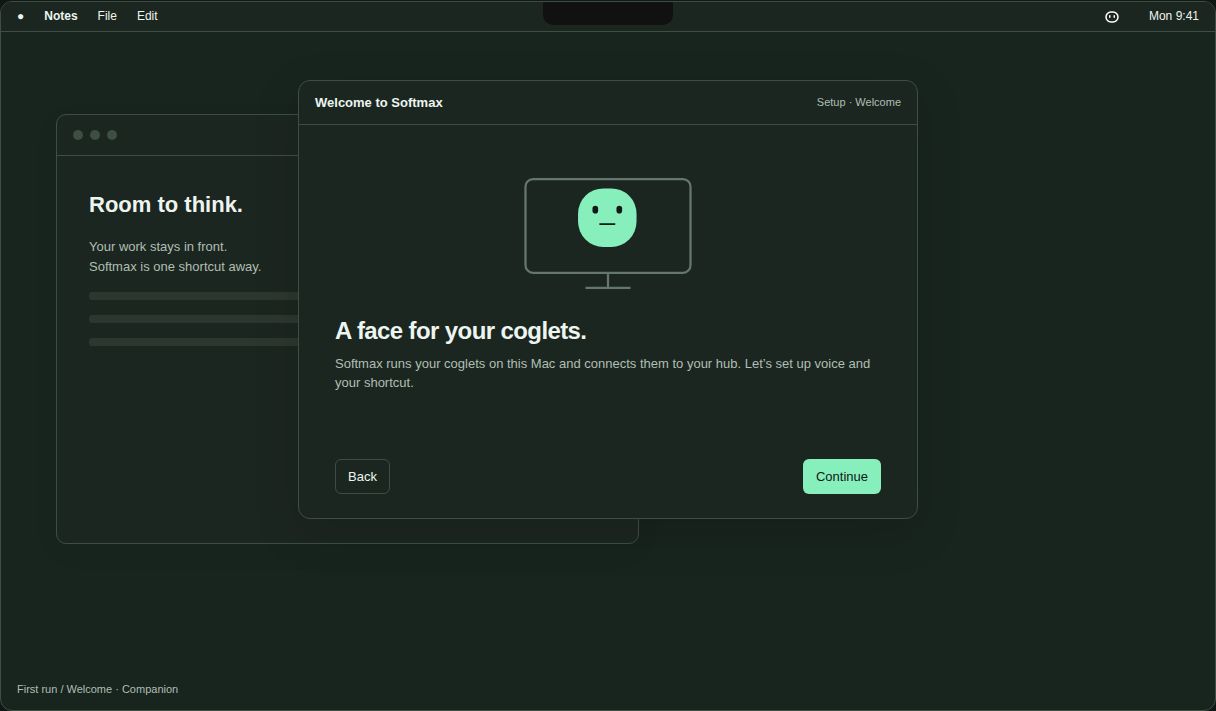 Notes File Edit
Mon 9:41
Welcome to Softmax
Setup · Welcome
Room to think.
Your work stays in front.
Softmax is one shortcut away.
A face for your coglets.
Softmax runs your coglets on this Mac and connects them to your hub. Let's set up voice and
your shortcut.
Back
Continue
First run / Welcome · Companion